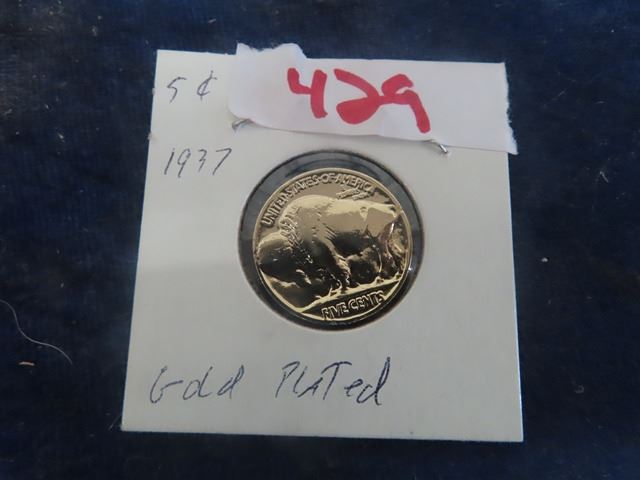 429
5¢
1937
UNITED STATES OF AMERICA
FIVE CENTS
Gold Plated